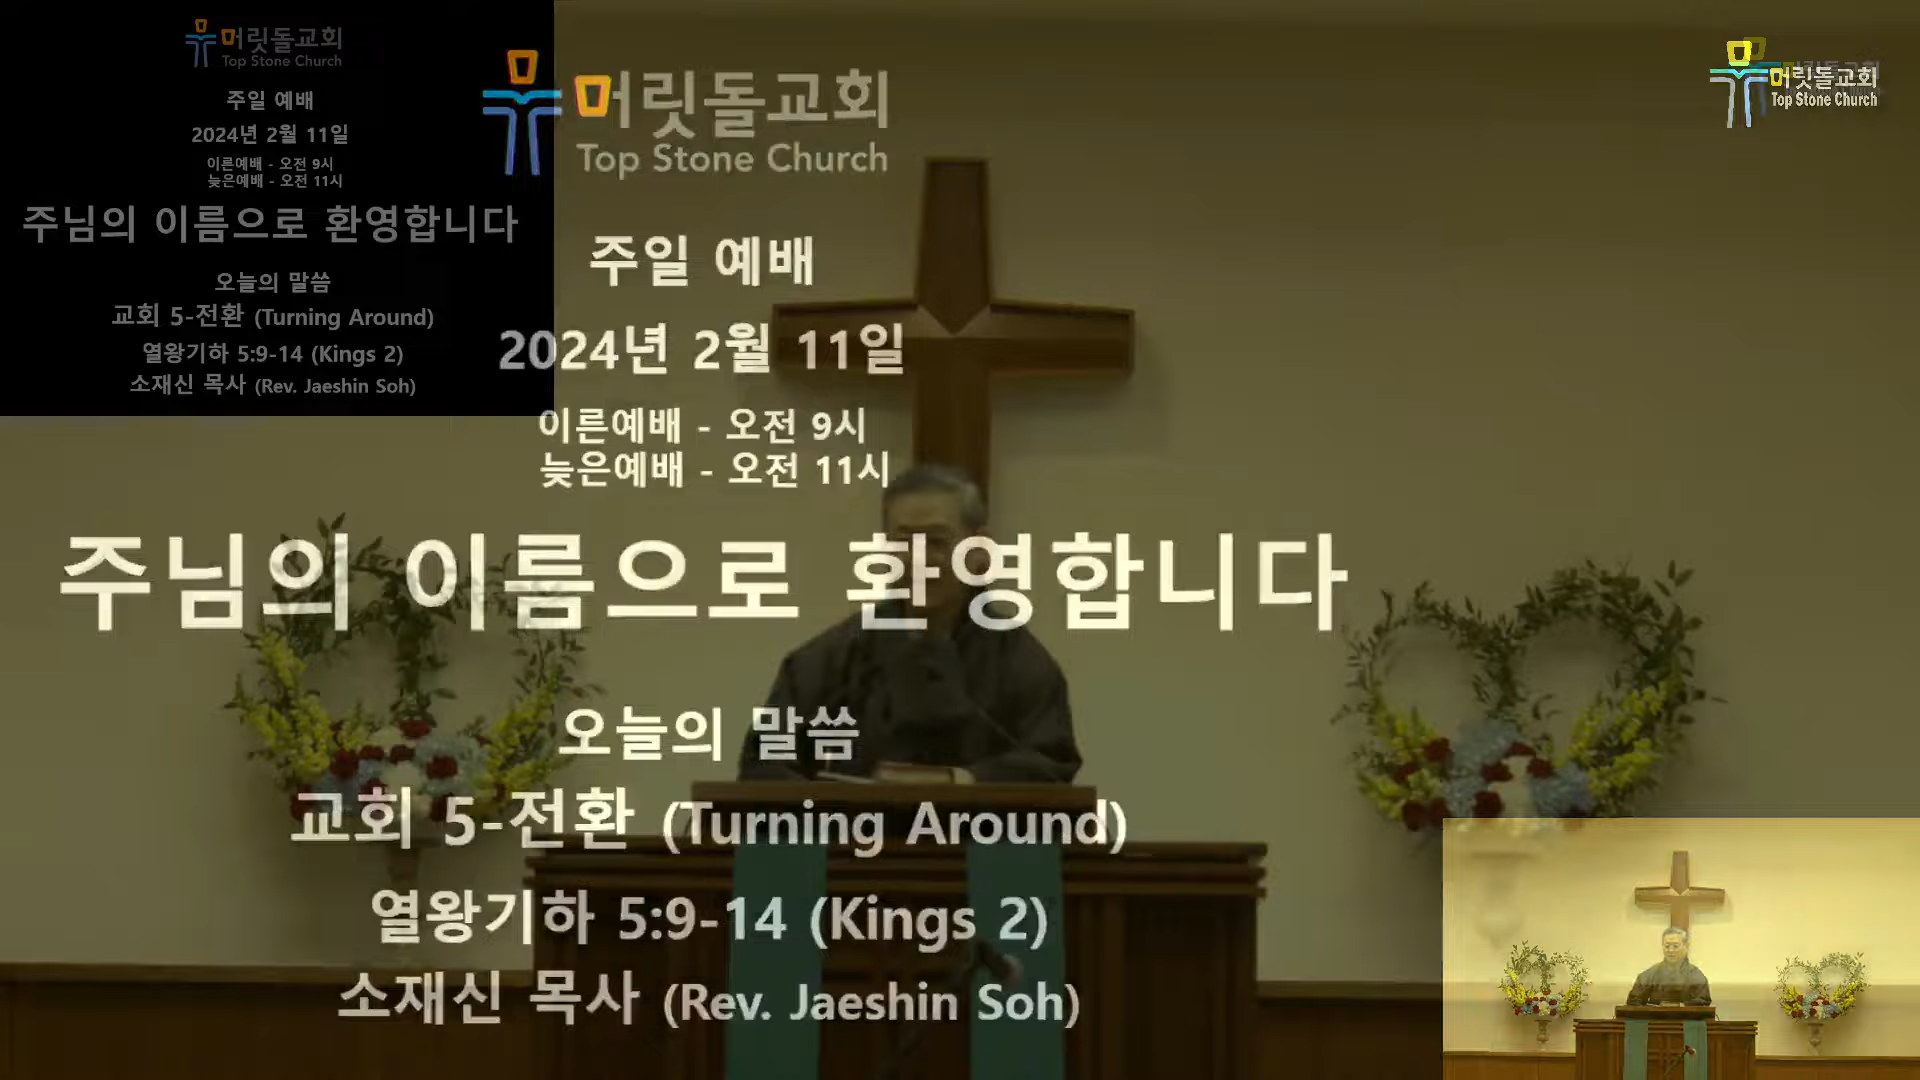 머릿돌교회
Top Stone Church
주일 예배
2024년 2월 11일
이른예배 - 오전 9시
늦은예배 - 오전 11시
주님의 이름으로 환영합니다
오늘의 말씀
교회 5-전환 (Turning Around)
열왕기하 5:9-14 (Kings 2)
소재신 목사 (Rev. Jaeshin Soh)
머릿돌교회
Top Stone Church
주일 예배
2024년 2월 11일
이른예배 - 오전 9시
늦은예배 - 오전 11시
주님의 이름으로 환영합니다
오늘의 말씀
교회 5-전환 (Turning Around)
열왕기하 5:9-14 (Kings 2)
소재신 목사 (Rev. Jaeshin Soh)
머릿돌교회
Top Stone Church